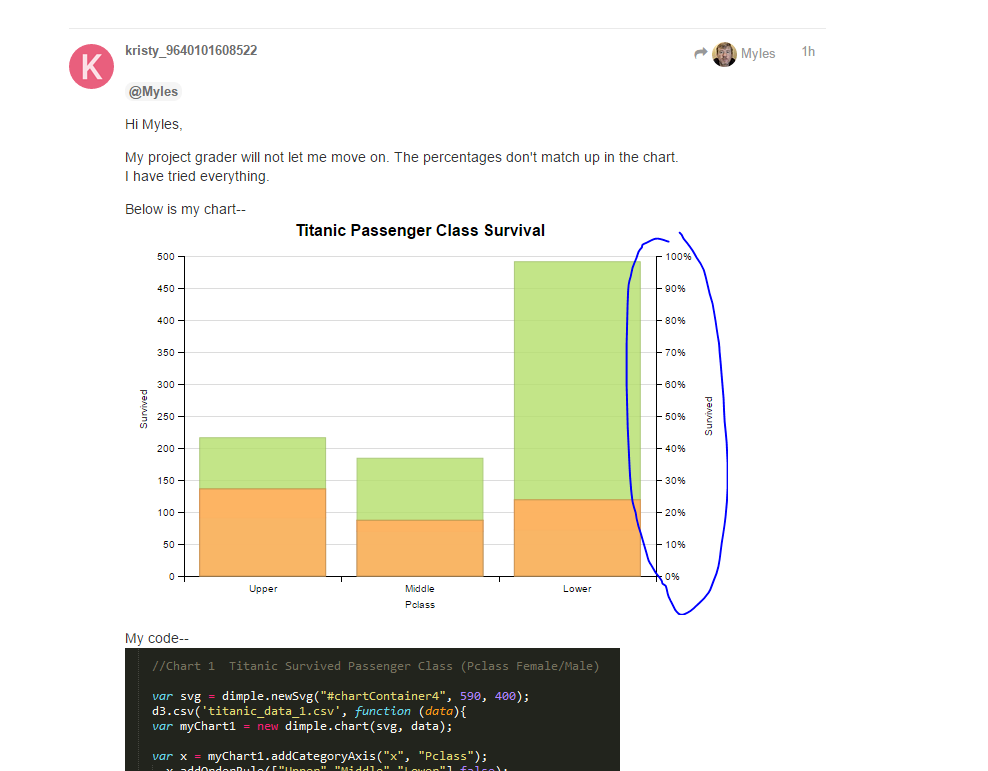 kristy_9640101608522
Myles 1h
K
@Myles
Hi Myles,
My project grader will not let me move on. The percentages don't match up in the chart.
I have tried everything.
Below is my chart--
Titanic Passenger Class Survival
500
450
400
350
300
250
200
150
100
50
0
Survived
100%
90%
80%
70%
60%
50%
40%
30%
20%
10%
0%
Survived
Upper Middle Lower
Pclass
My code--
//Chart 1 Titanic Survived Passenger Class (Pclass Female/Male)
var svg = dimple.newSvg("#chartContainer4", 590, 400);
d3.csv('titanic_data_1.csv', function (data){
var myChart1 = new dimple.chart(svg, data);
var x = myChart1.addCategoryAxis("x", "Pclass");
x.addOrderRule(["Upper","Middle","Lower"],false);